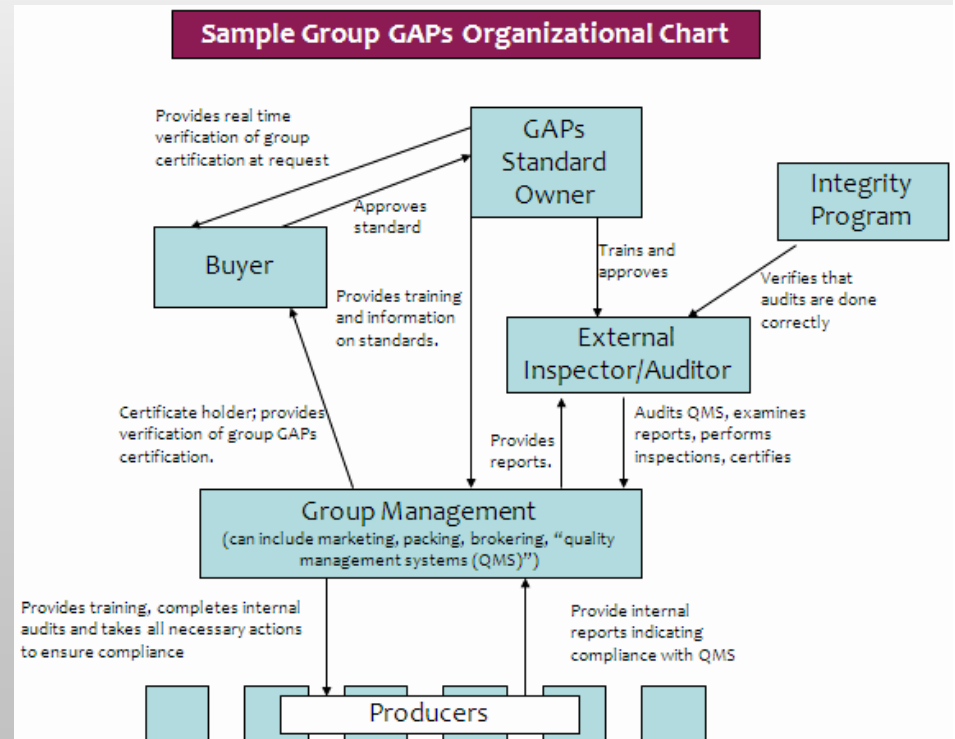 Sample Group GAPs Organizational Chart
Provides real time
verification of group
certification at request
GAPs
Standard
Owner
Integrity
Program
Approves
standard
Buyer
Trains and
approves
Verifies that
audits are done
correctly
Provides training
and information
on standards.
External
Inspector/Auditor
Certificate holder; provides
verification of group GAPs
certification.
Provides
reports.
Audits QMS, examines
reports, performs
inspections, certifies
Group Management
(can include marketing, packing, brokering, “quality
management systems (QMS)”)
Provides training, completes internal
audits and takes all necessary actions
to ensure compliance
Provide internal
reports indicating
compliance with QMS
Producers